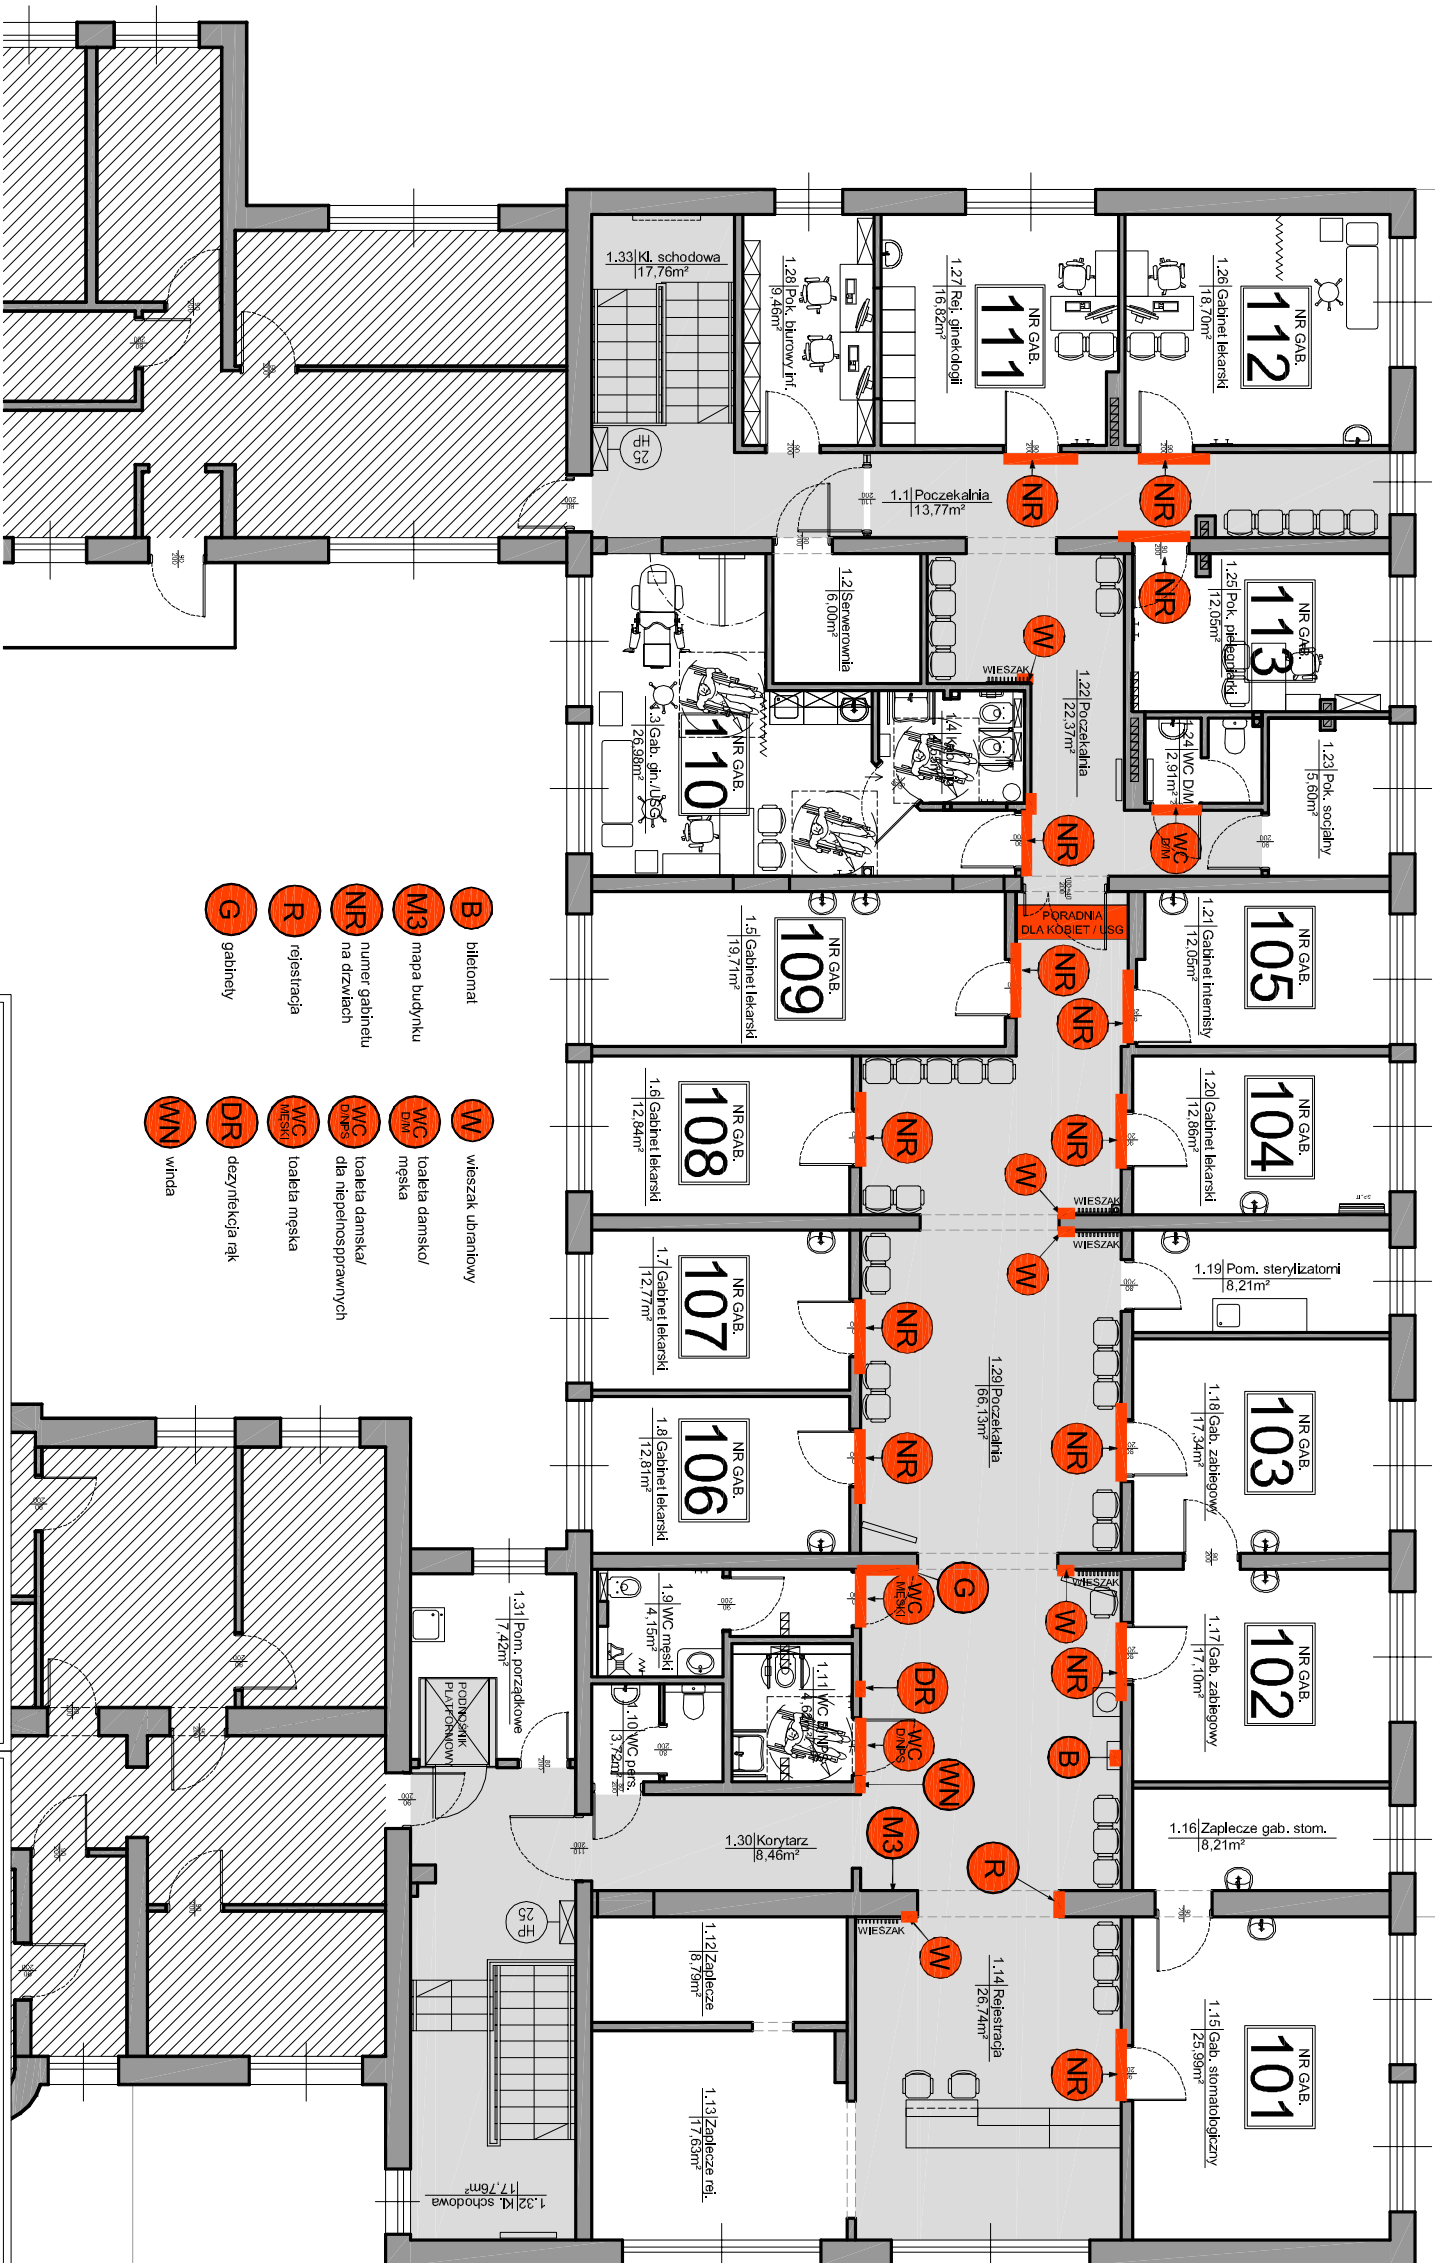 1.33 Kl. schodowa
17,76m²
1.28 Pok. biurowy inf.
9,46m²
1.27 Rej. ginekologii
16,82m²
NR GAB.
111
1.26 Gabinet lekarski
18,70m²
NR GAB.
112
HP
25
1.1 Poczekalnia
13,77m²
NR
NR
NR
1.2 Serwerownia
6,00m²
1.25 Pok. pielęgniarki
12,05m²
NR GAB.
113
W
WIESZAK
1.22 Poczekalnia
22,37m²
1.3 Gab. gin./USG
26,98m²
NR GAB.
110
1.24 WC D/M
2,91m²
1.23 Pok. socjalny
5,60m²
NR
WC
D/M
PORADNIA
DLA KOBIET / USG
1.5 Gabinet lekarski
19,71m²
NR GAB.
109
NR
NR
1.21 Gabinet internisty
12,05m²
NR GAB.
105
1.6 Gabinet lekarski
12,84m²
NR GAB.
108
NR
NR
1.20 Gabinet lekarski
12,86m²
NR GAB.
104
W
WIESZAK
W
WIESZAK
1.7 Gabinet lekarski
12,77m²
NR GAB.
107
NR
1.19 Pom. sterylizatorni
8,21m²
1.29 Poczekalnia
66,13m²
1.8 Gabinet lekarski
12,81m²
NR GAB.
106
NR
NR
1.18 Gab. zabiegowy
17,34m²
NR GAB.
103
G
WC
MĘSKI
W
WIESZAK
1.9 WC męski
4,15m²
1.31 Pom. porządkowe
7,42m²
PODNOŚNIK
PLATFORMOWY
1.10 WC pers.
3,72m²
1.11 WC D/NPS
4,62m²
DR
WC
D/NPS
WN
NR
B
1.17 Gab. zabiegowy
17,10m²
NR GAB.
102
1.30 Korytarz
8,46m²
M3
R
1.16 Zaplecze gab. stom.
8,21m²
HP
25
1.12 Zaplecze
8,79m²
WIESZAK
W
1.14 Rejestracja
26,74m²
1.13 Zaplecze rej.
17,63m²
NR
1.15 Gab. stomatologiczny
25,99m²
NR GAB.
101
1.32 Kl. schodowa
17,76m²
B
biletomat
M3
mapa budynku
NR
numer gabinetu
na drzwiach
R
rejestracja
G
gabinety
W
wieszak ubraniowy
WC
D/M
toaleta damsko/
męska
WC
D/NPS
toaleta damska/
dla niepełnosprawnych
WC
MĘSKI
toaleta męska
DR
dezynfekcja rąk
WN
winda